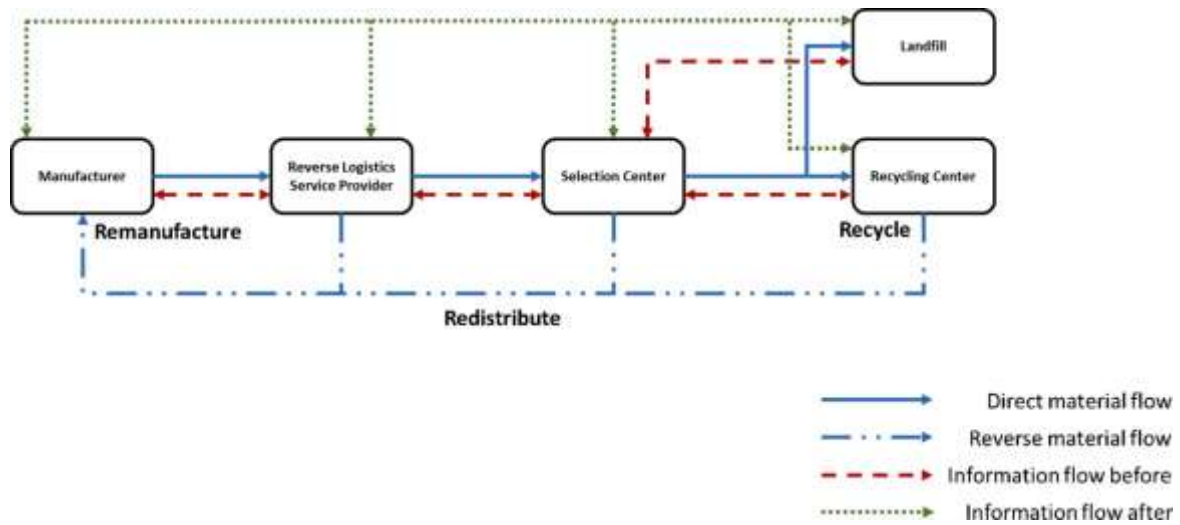 Landfill
Manufacturer
Reverse Logistics
Service Provider
Selection Center
Recycling Center
Remanufacture
Recycle
Redistribute
Direct material flow
Reverse material flow
Information flow before
Information flow after